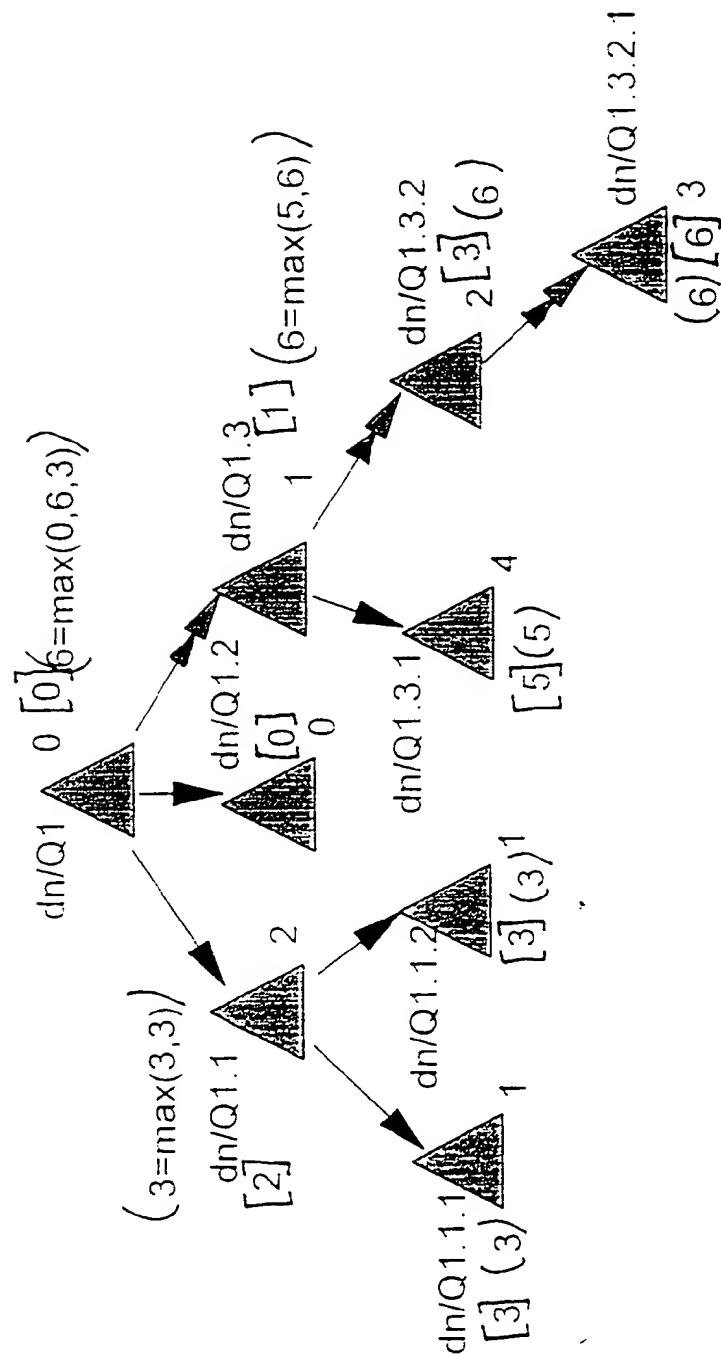 dn/Q1
0 [0] (6=max(0,6,3))
(3=max(3,3))
dn/Q1.1
[2]
2
dn/Q1.2
[0]
0
dn/Q1.3
[1] (6=max(5,6))
1
dn/Q1.1.1
[3] (3)
1
dn/Q1.1.2
[3] (3) 1
dn/Q1.3.1
[5] (5)
4
dn/Q1.3.2
2 [3] (6)
dn/Q1.3.2.1
(6) [6] 3